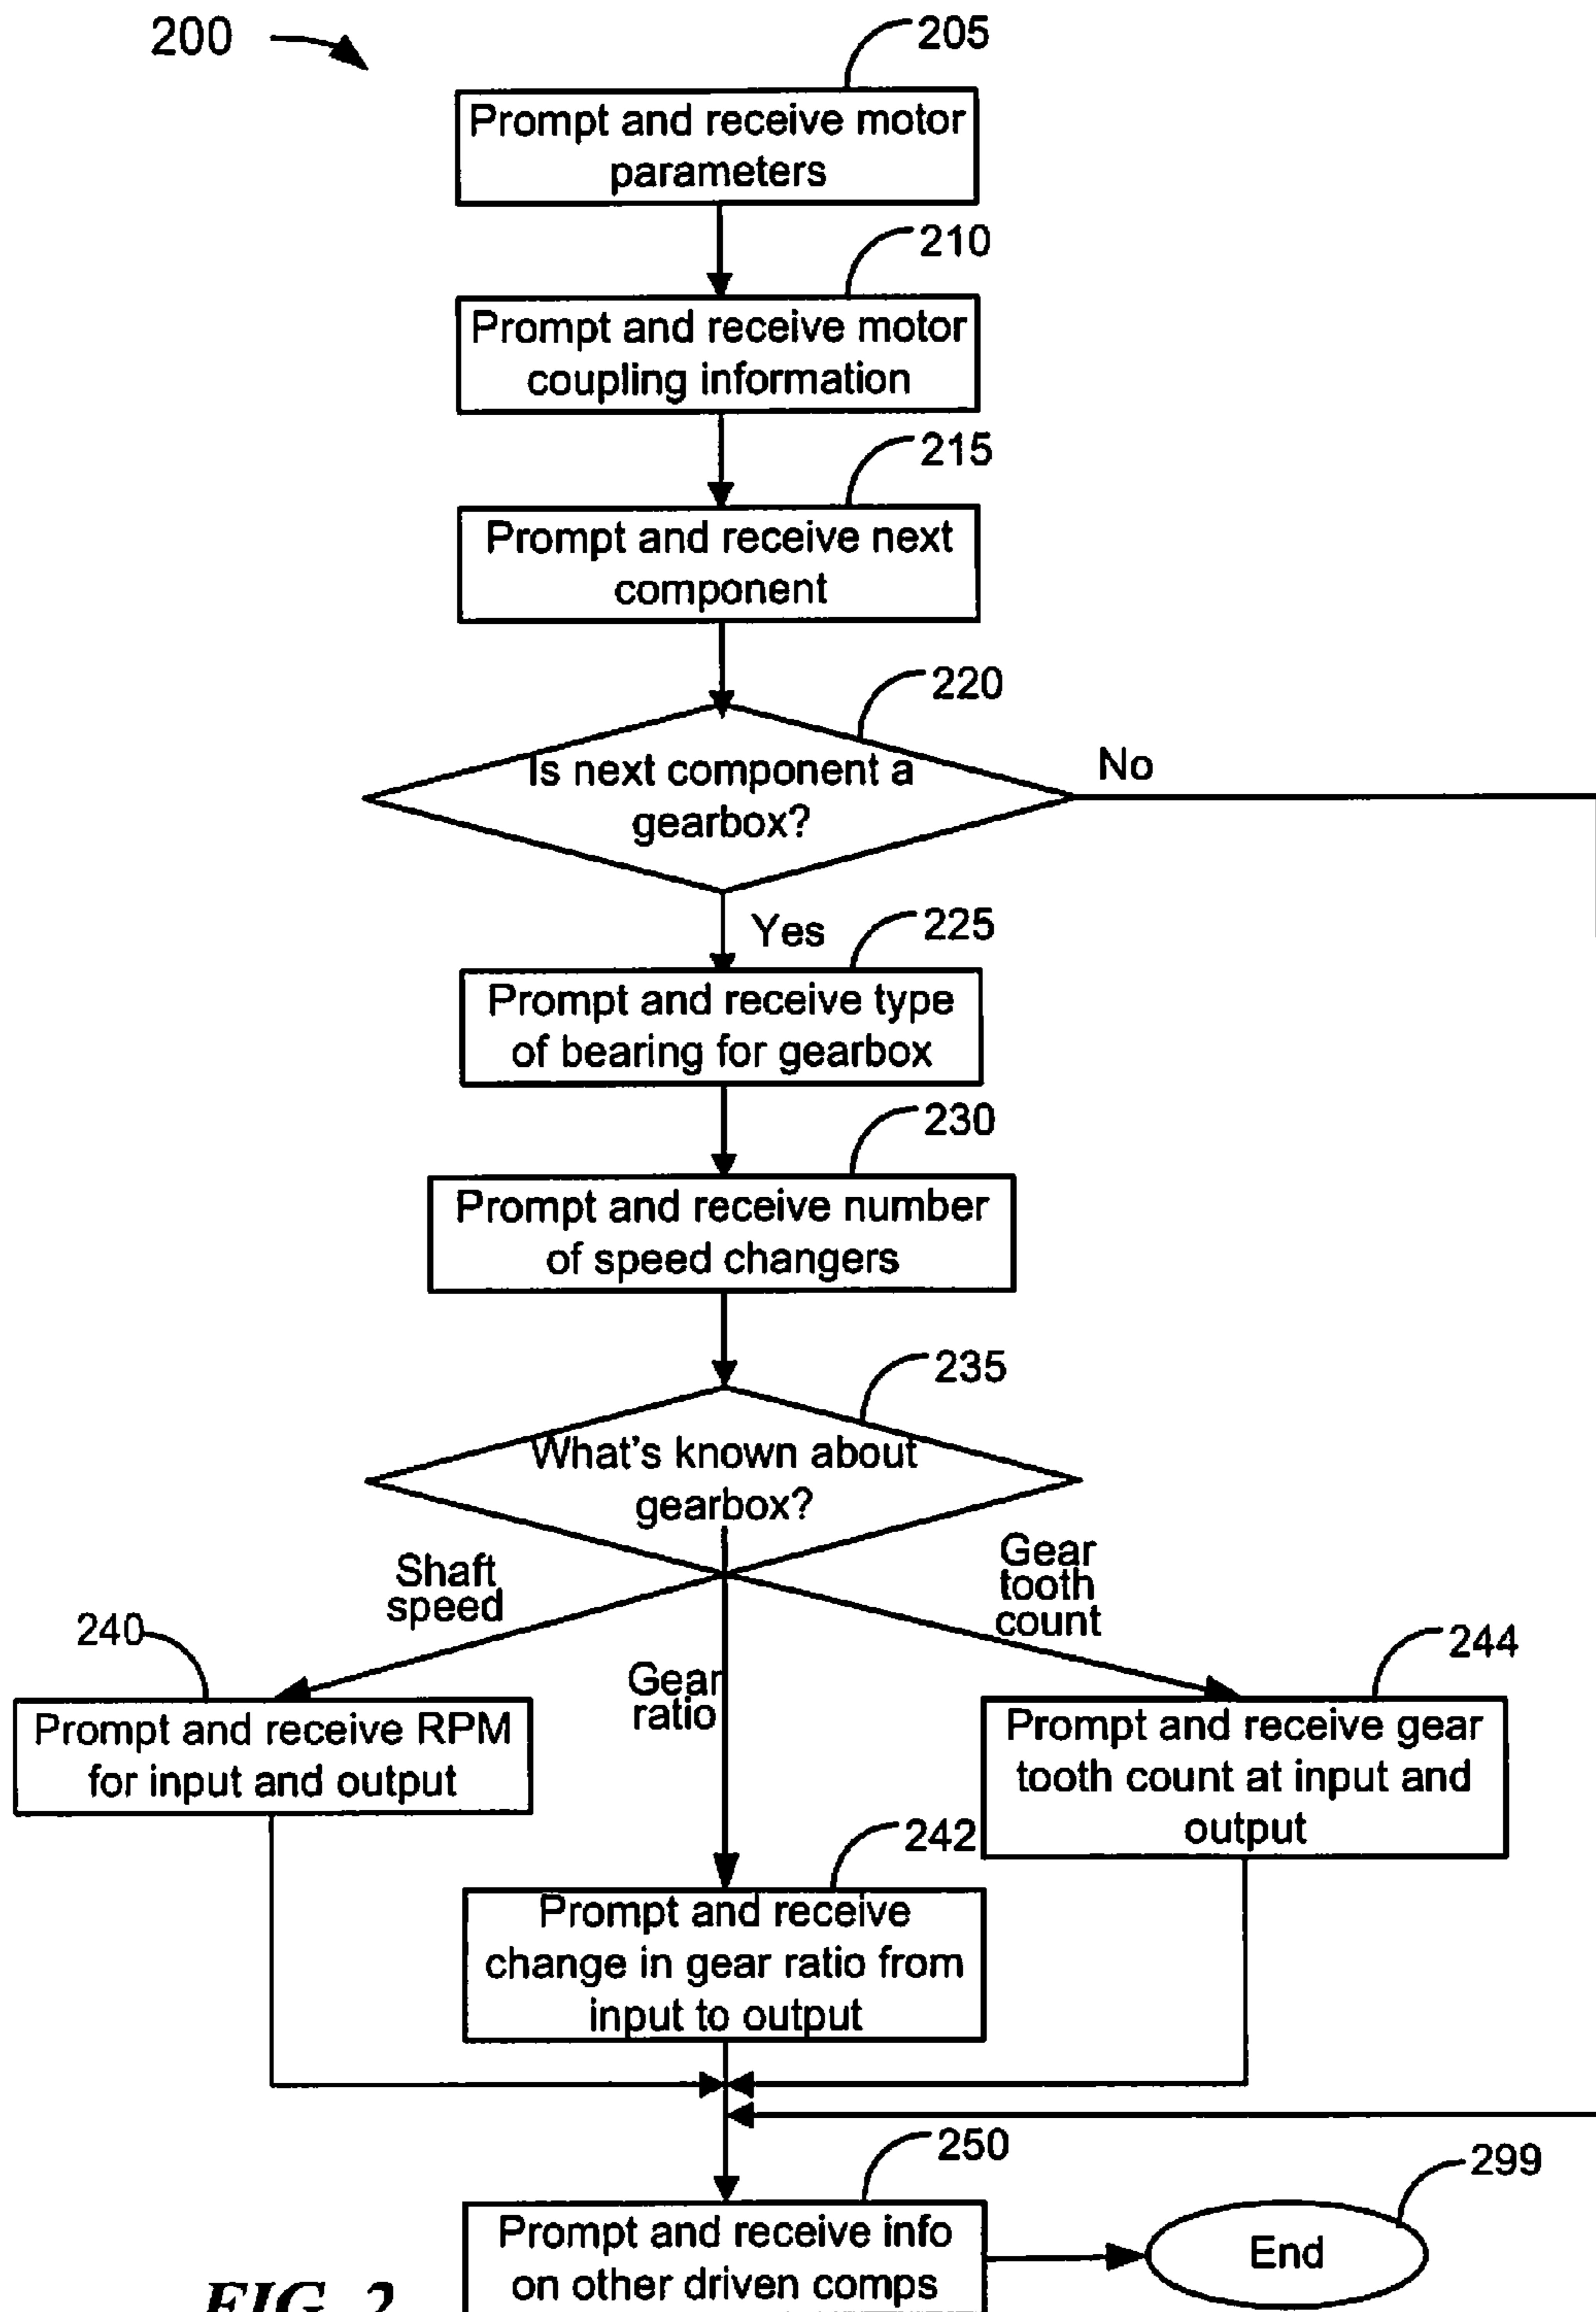 200
205
Prompt and receive motor
parameters
210
Prompt and receive motor
coupling information
215
Prompt and receive next
component
220
Is next component a
gearbox?
No
Yes
225
Prompt and receive type
of bearing for gearbox
230
Prompt and receive number
of speed changers
235
What's known about
gearbox?
Shaft
speed
Gear
ratio
Gear
tooth
count
240
Prompt and receive RPM
for input and output
244
Prompt and receive gear
tooth count at input and
output
242
Prompt and receive
change in gear ratio from
input to output
250
Prompt and receive info
on other driven comps
299
End
FIG. 2